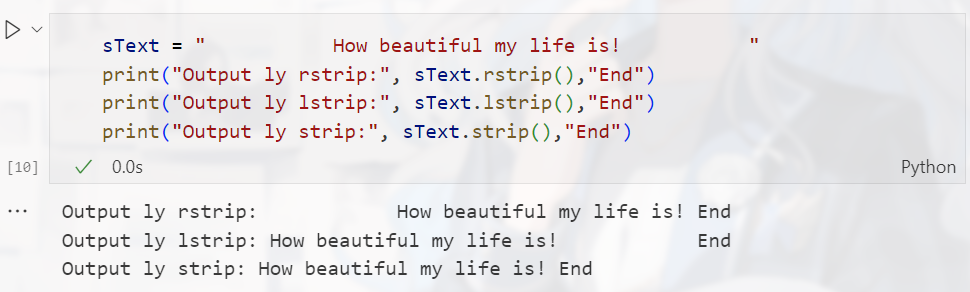 sText = "           How beautiful my life is!           "
print("Output ly rstrip:", sText.rstrip(),"End")
print("Output ly lstrip:", sText.lstrip(),"End")
print("Output ly strip:", sText.strip(),"End")
[10] 0.0s Python
... Output ly rstrip:            How beautiful my life is! End
Output ly lstrip: How beautiful my life is!            End
Output ly strip: How beautiful my life is! End